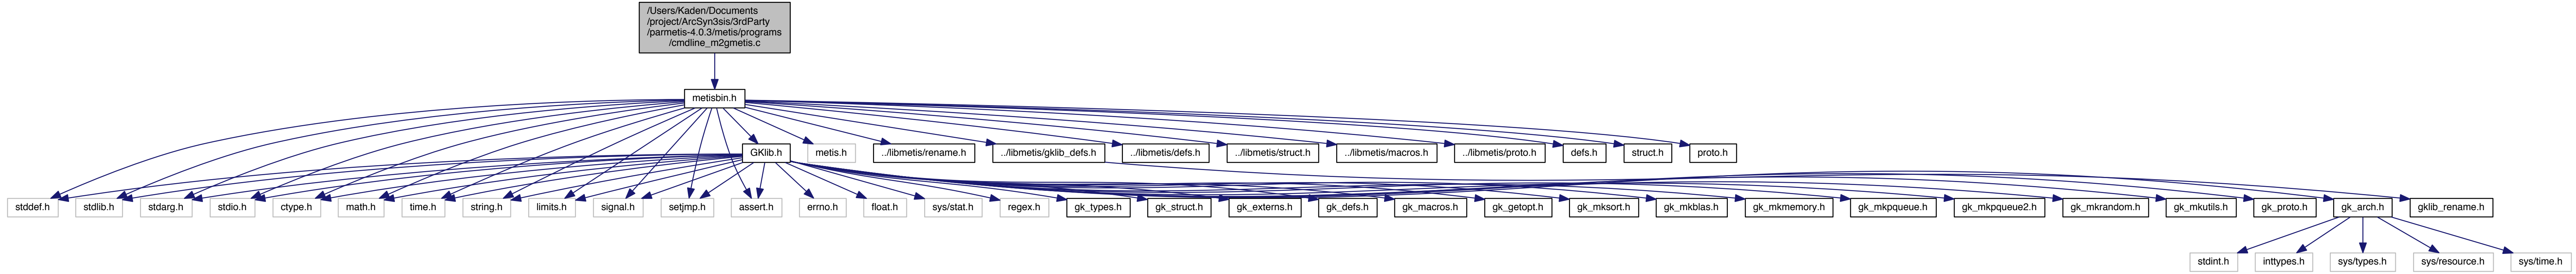 /Users/Kaden/Documents
/project/ArcSyn3sis/3rdParty
/parmetis-4.0.3/metis/programs
/cmdline_m2gmetis.c
metisbin.h
GKlib.h
metis.h
../libmetis/rename.h
../libmetis/gklib_defs.h
../libmetis/defs.h
../libmetis/struct.h
../libmetis/macros.h
../libmetis/proto.h
defs.h
struct.h
proto.h
stddef.h
stdlib.h
stdarg.h
stdio.h
ctype.h
math.h
time.h
string.h
limits.h
signal.h
setjmp.h
assert.h
errno.h
float.h
sys/stat.h
regex.h
gk_types.h
gk_struct.h
gk_externs.h
gk_defs.h
gk_macros.h
gk_getopt.h
gk_mksort.h
gk_mkblas.h
gk_mkmemory.h
gk_mkpqueue.h
gk_mkpqueue2.h
gk_mkrandom.h
gk_mkutils.h
gk_proto.h
gk_arch.h
gklib_rename.h
stdint.h
inttypes.h
sys/types.h
sys/resource.h
sys/time.h